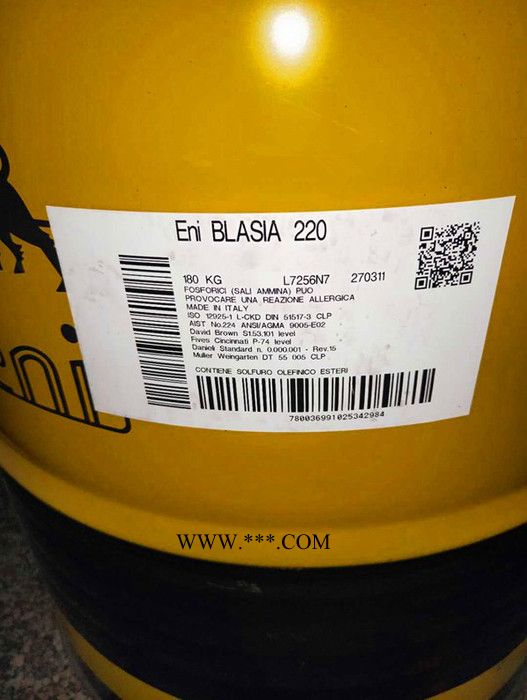 Eni BLASIA 220
180 KG L7256N7 270311
FOSFORICI (SALI AMMINA) PUO
PROVOCARE UNA REAZIONE ALLERGICA
MADE IN ITALY
ISO 12925-1 L-CKD DIN 51517-3 CLP
AIST No.224 ANSI/AGMA 9005-E02
David Brown S1.53.101 level
Fives Cincinnati P-74 level
Danieli Standard n. 0.000.001 - Rev.15
Muller Weingarten DT 55 005 CLP
CONTIENE SOLFURO OLEFINICO ESTERI
780036991025342984
eni
WWW.***.COM